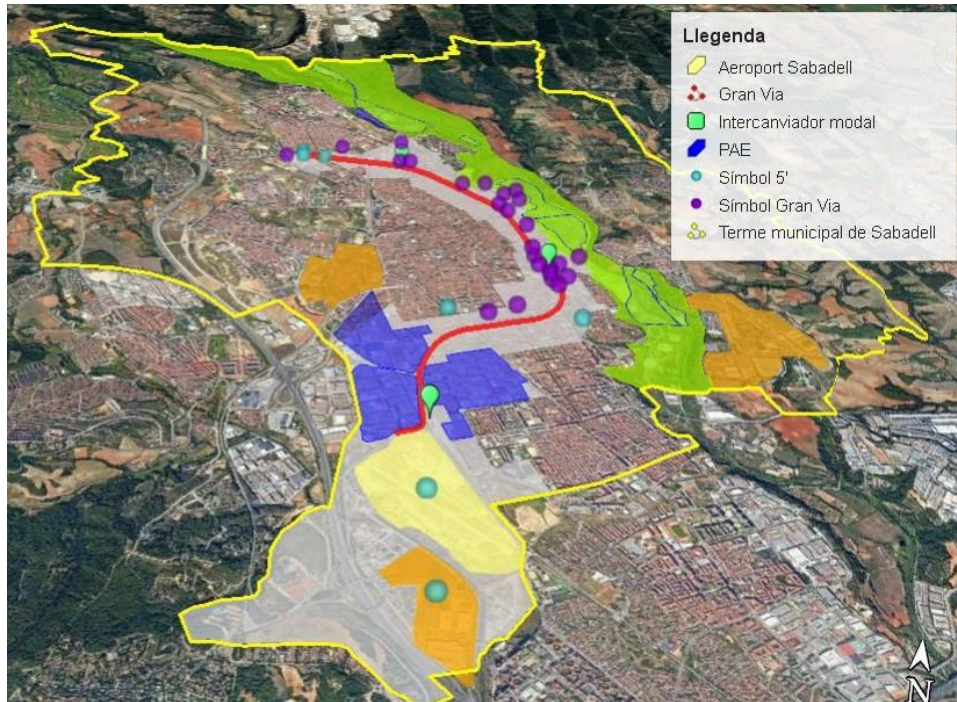 Llegenda
Aeroport Sabadell
Gran Via
Intercanviador modal
PAE
Símbol 5'
Símbol Gran Via
Terme municipal de Sabadell
N